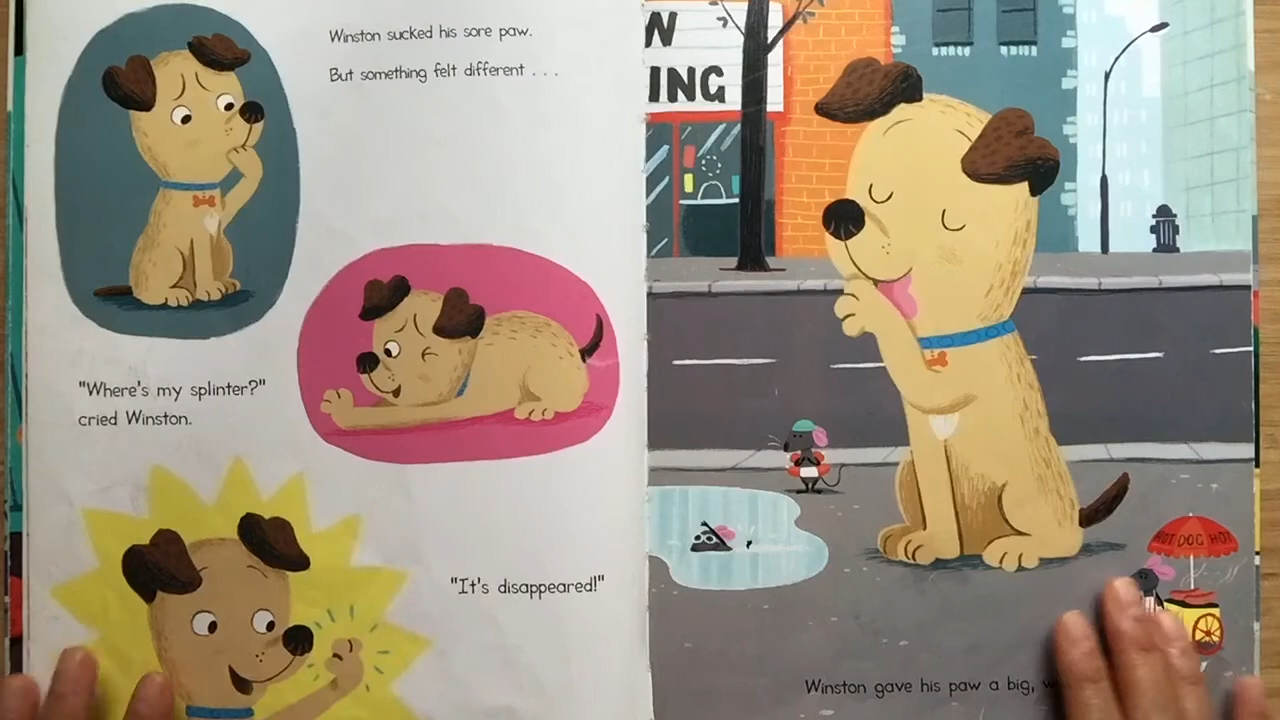 Winston sucked his sore paw.
But something felt different . . .
"Where's my splinter?"
cried Winston.
"It's disappeared!"
W
ING
HOT DOG HOT
Winston gave his paw a big,